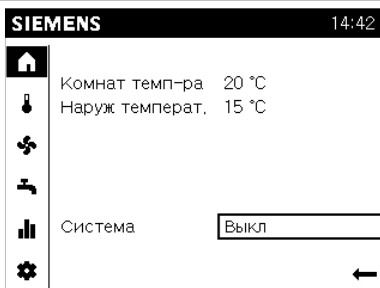 SIEMENS 14:42
Комнат темп-ра 20 °C
Наруж температ. 15 °C
Система Выкл